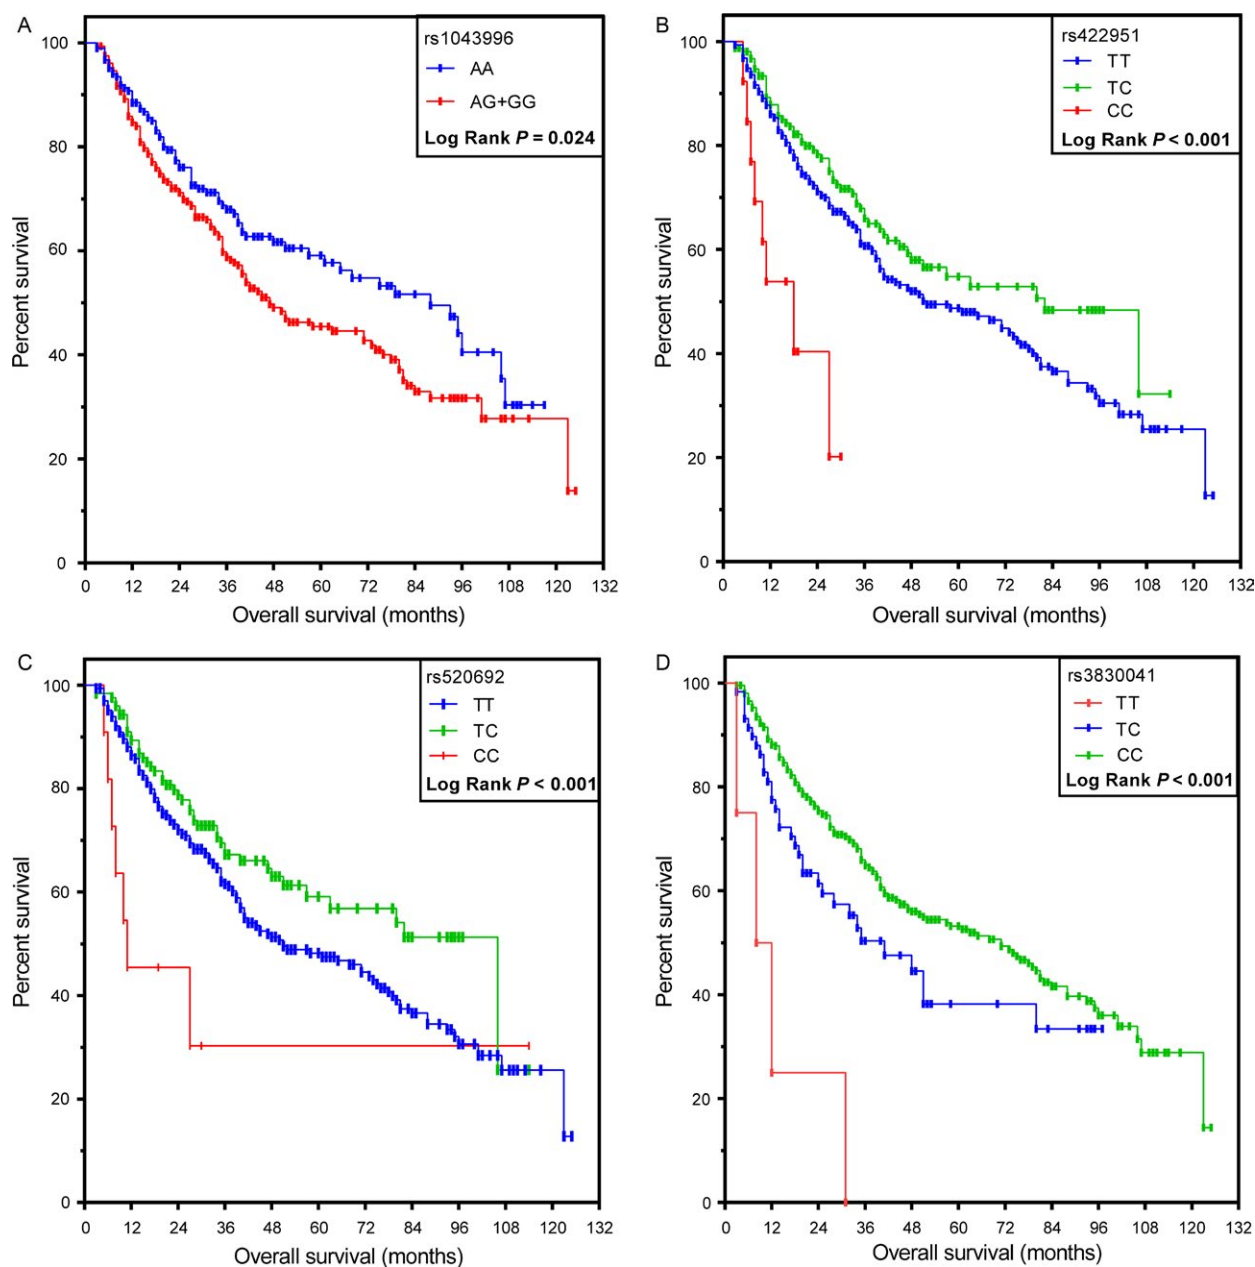 A
rs1043996
AA
AG+GG
Log Rank P = 0.024
100
80
60
40
20
0
Percent survival
0 12 24 36 48 60 72 84 96 108 120 132
Overall survival (months)
B
rs422951
TT
TC
CC
Log Rank P < 0.001
100
80
60
40
20
0
Percent survival
0 12 24 36 48 60 72 84 96 108 120 132
Overall survival (months)
C
rs520692
TT
TC
CC
Log Rank P < 0.001
100
80
60
40
20
0
Percent survival
0 12 24 36 48 60 72 84 96 108 120 132
Overall survival (months)
D
rs3830041
TT
TC
CC
Log Rank P < 0.001
100
80
60
40
20
0
Percent survival
0 12 24 36 48 60 72 84 96 108 120 132
Overall survival (months)